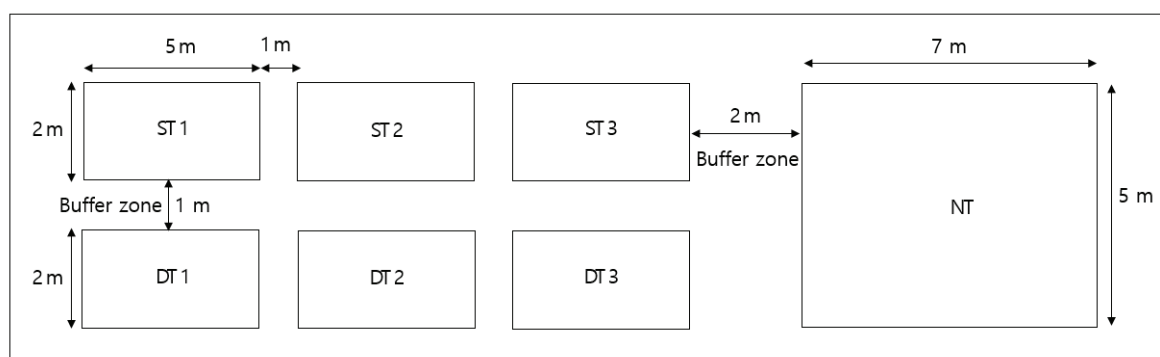 5 m
1 m
7 m
2 m
ST 1
ST 2
ST 3
2 m
Buffer zone
NT
5 m
Buffer zone
1 m
2 m
DT 1
DT 2
DT 3